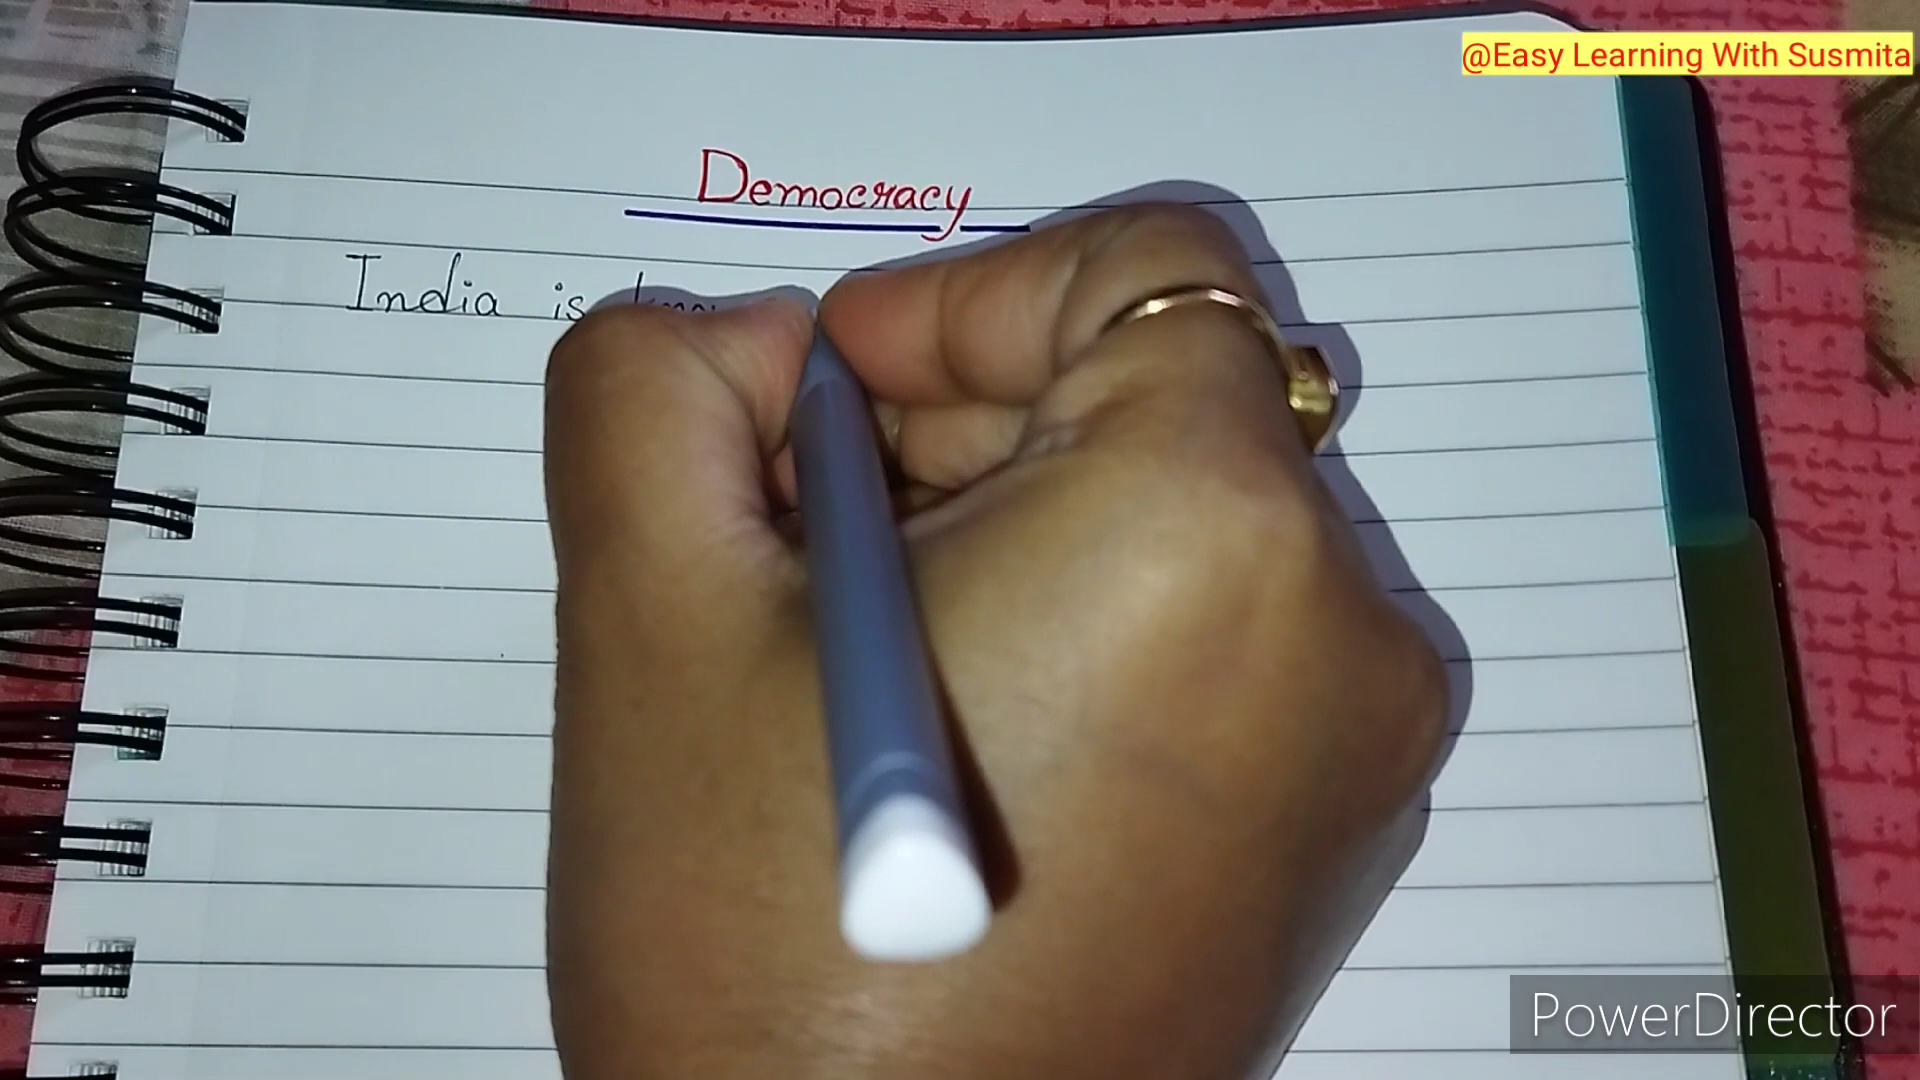 @Easy Learning With Susmita
Democracy
India is
PowerDirector